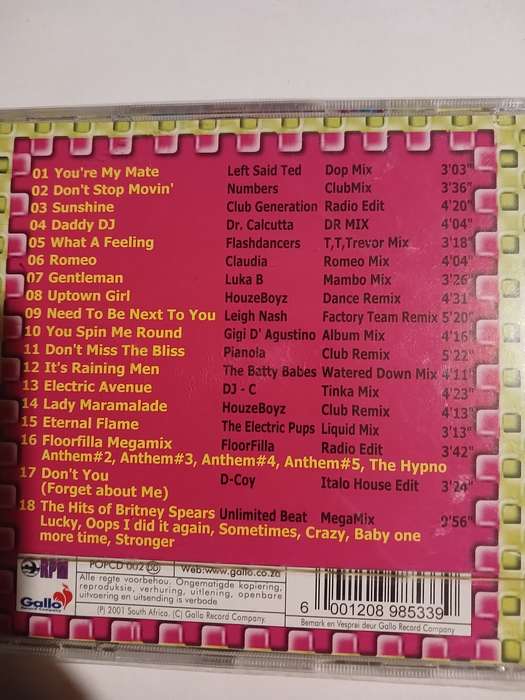 01 You're My Mate Left Said Ted Dop Mix 3'03"
02 Don't Stop Movin' Numbers ClubMix 3'36"
03 Sunshine Club Generation Radio Edit 4'20"
04 Daddy DJ Dr. Calcutta DR MIX 4'04"
05 What A Feeling Flashdancers T,T,Trevor Mix 3'18"
06 Romeo Claudia Romeo Mix 4'04"
07 Gentleman Luka B Mambo Mix 3'26"
08 Uptown Girl HouzeBoyz Dance Remix 4'31"
09 Need To Be Next To You Leigh Nash Factory Team Remix 5'20"
10 You Spin Me Round Gigi D' Agustino Album Mix 4'16"
11 Don't Miss The Bliss Pianola Club Remix 5'22"
12 It's Raining Men The Batty Babes Watered Down Mix 4'11"
13 Electric Avenue DJ - C Tinka Mix 4'23"
14 Lady Maramalade HouzeBoyz Club Remix 4'13"
15 Eternal Flame The Electric Pups Liquid Mix 3'13"
16 Floorfilla Megamix FloorFilla Radio Edit 3'42"
Anthem#2, Anthem#3, Anthem#4, Anthem#5, The Hypno
17 Don't You D-Coy Italo House Edit 3'24"
(Forget about Me)
18 The Hits of Britney Spears Unlimited Beat MegaMix 9'56"
Lucky, Oops I did it again, Sometimes, Crazy, Baby one
more time, Stronger
RPM POPCD 002 Web:www.gallo.co.za
Alle regte voorbehou. Ongemagtigde kopiering,
reproduksie, verhuring, uitlening, openbare
uitvoering en uitsending is verbode
Gallo
(P) 2001 South Africa. (C) Gallo Record Company.
6 001208 985339
Bemark en Vesprei deur Gallo Record Company